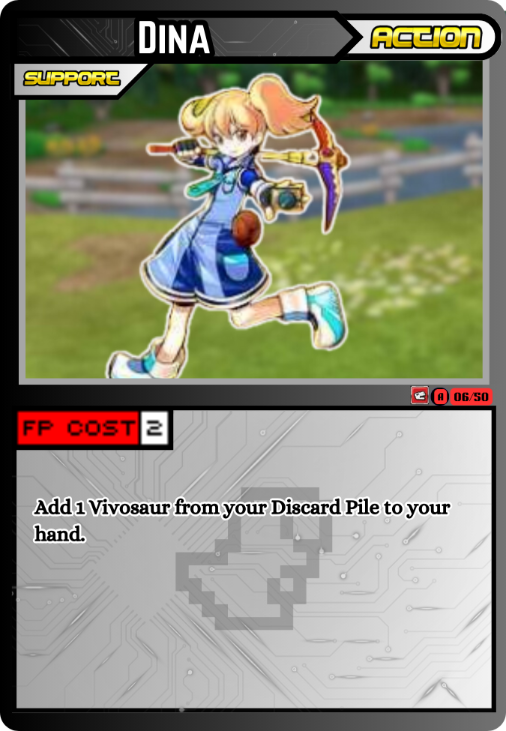 Dina
ACTION
SUPPORT
A 06/50
FP COST 2
Add 1 Vivosaur from your Discard Pile to your
hand.